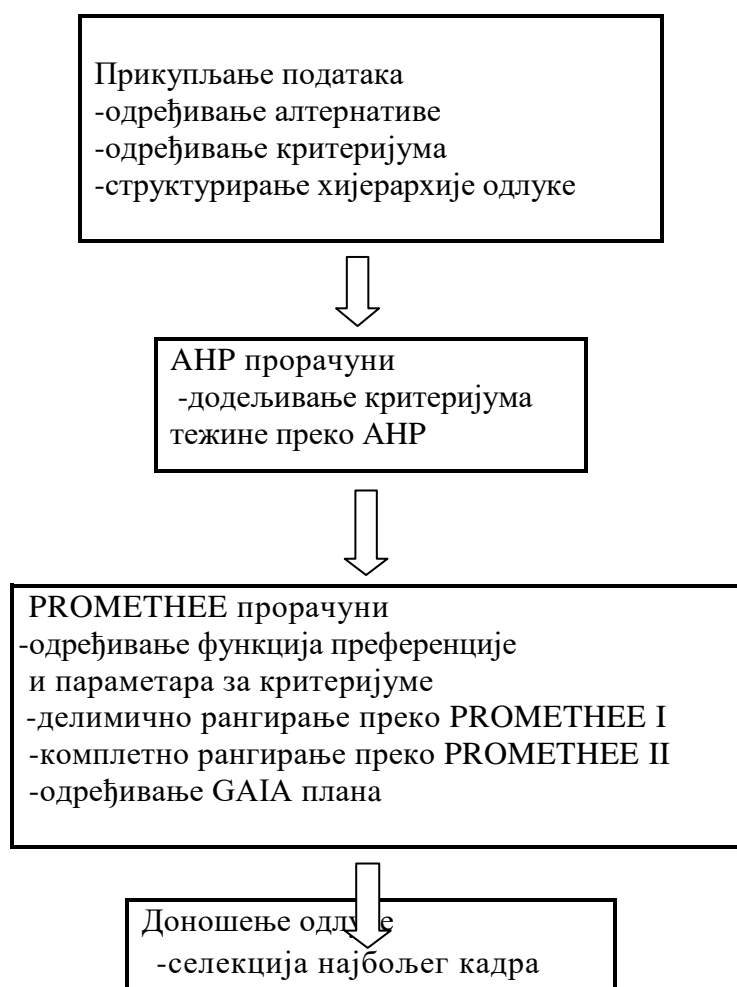 Прикупљање података
-одређивање алтернативе
-одређивање критеријума
-структурирање хијерархије одлуке
АНР прорачуни
-додељивање критеријума
тежине преко АНР
PROMETHEE прорачуни
-одређивање функција преференције
и параметара за критеријуме
-делимично рангирање преко PROMETHEE I
-комплетно рангирање преко PROMETHEE II
-одређивање GAIA плана
Доношење одлуке
-селекција најбољег кадра